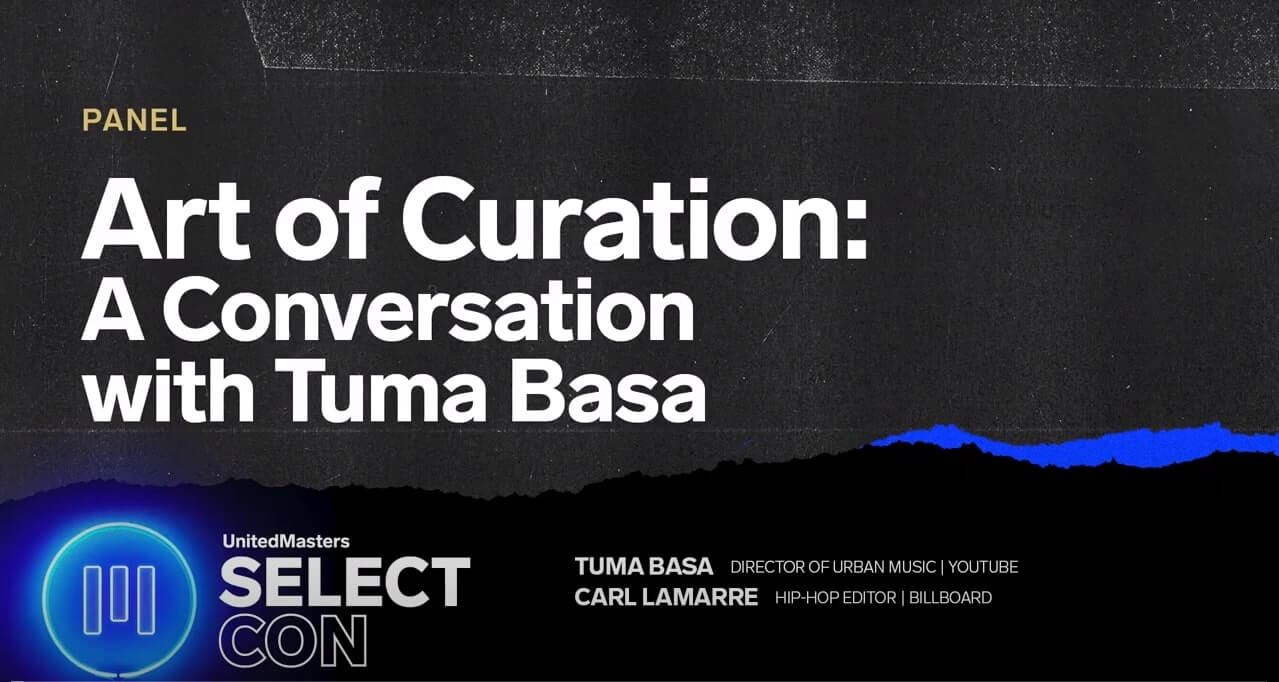 PANEL
Art of Curation:
A Conversation
with Tuma Basa
UnitedMasters
SELECT
CON
TUMA BASA DIRECTOR OF URBAN MUSIC | YOUTUBE
CARL LAMARRE HIP-HOP EDITOR | BILLBOARD